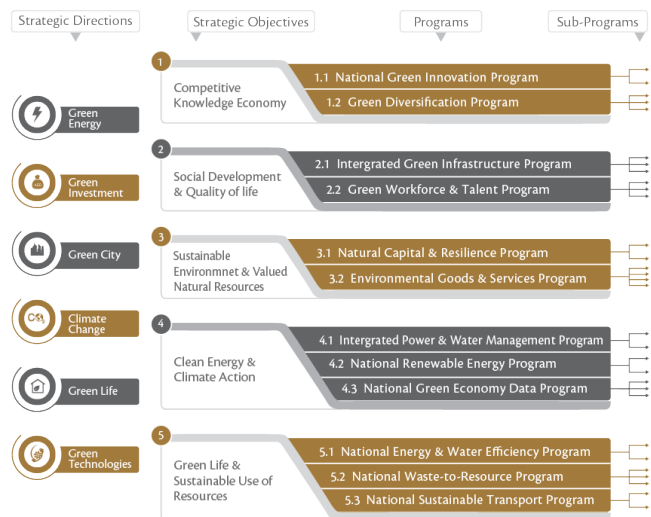 Strategic Directions
Strategic Objectives
Programs
Sub-Programs
Green
Energy
Green
Investment
Green City
CO₂
Climate
Change
Green Life
Green
Technologies
1
Competitive
Knowledge Economy
1.1 National Green Innovation Program
1.2 Green Diversification Program
2
Social Development
& Quality of life
2.1 Intergrated Green Infrastructure Program
2.2 Green Workforce & Talent Program
3
Sustainable
Environmnet & Valued
Natural Resources
3.1 Natural Capital & Resilience Program
3.2 Environmental Goods & Services Program
4
Clean Energy &
Climate Action
4.1 Intergrated Power & Water Management Program
4.2 National Renewable Energy Program
4.3 National Green Economy Data Program
5
Green Life &
Sustainable Use of
Resources
5.1 National Energy & Water Efficiency Program
5.2 National Waste-to-Resource Program
5.3 National Sustainable Transport Program